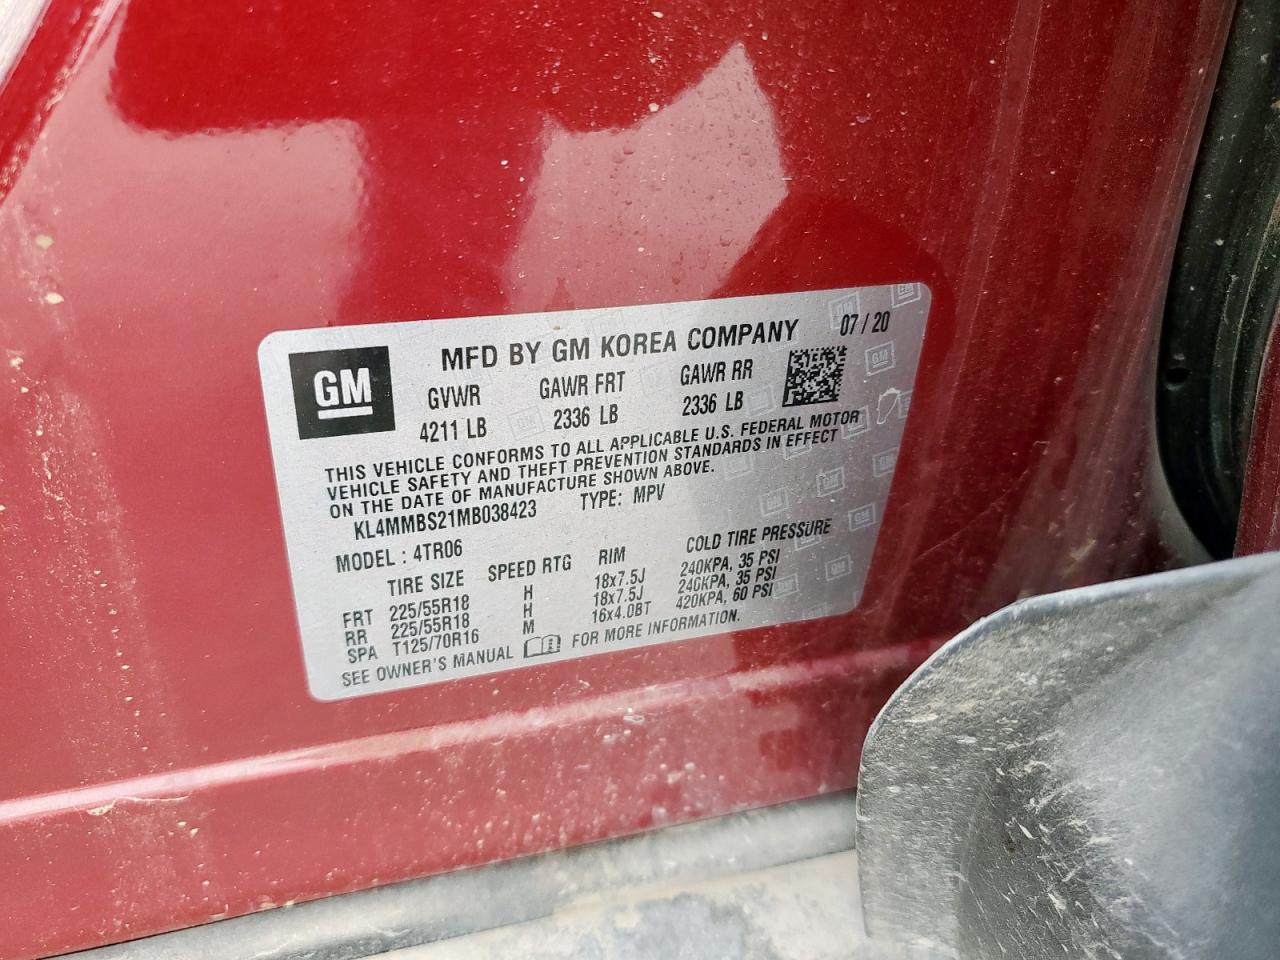 MFD BY GM KOREA COMPANY 07 / 20
GM
GVWR GAWR FRT GAWR RR
4211 LB 2336 LB 2336 LB
THIS VEHICLE CONFORMS TO ALL APPLICABLE U.S. FEDERAL MOTOR
VEHICLE SAFETY AND THEFT PREVENTION STANDARDS IN EFFECT
ON THE DATE OF MANUFACTURE SHOWN ABOVE.
KL4MMBS21MB038423 TYPE: MPV
MODEL : 4TR06
TIRE SIZE SPEED RTG RIM COLD TIRE PRESSURE
FRT 225/55R18 H 18x7.5J 240KPA, 35 PSI
RR 225/55R18 H 18x7.5J 240KPA, 35 PSI
SPA T125/70R16 M 16x4.0BT 420KPA, 60 PSI
SEE OWNER'S MANUAL FOR MORE INFORMATION.